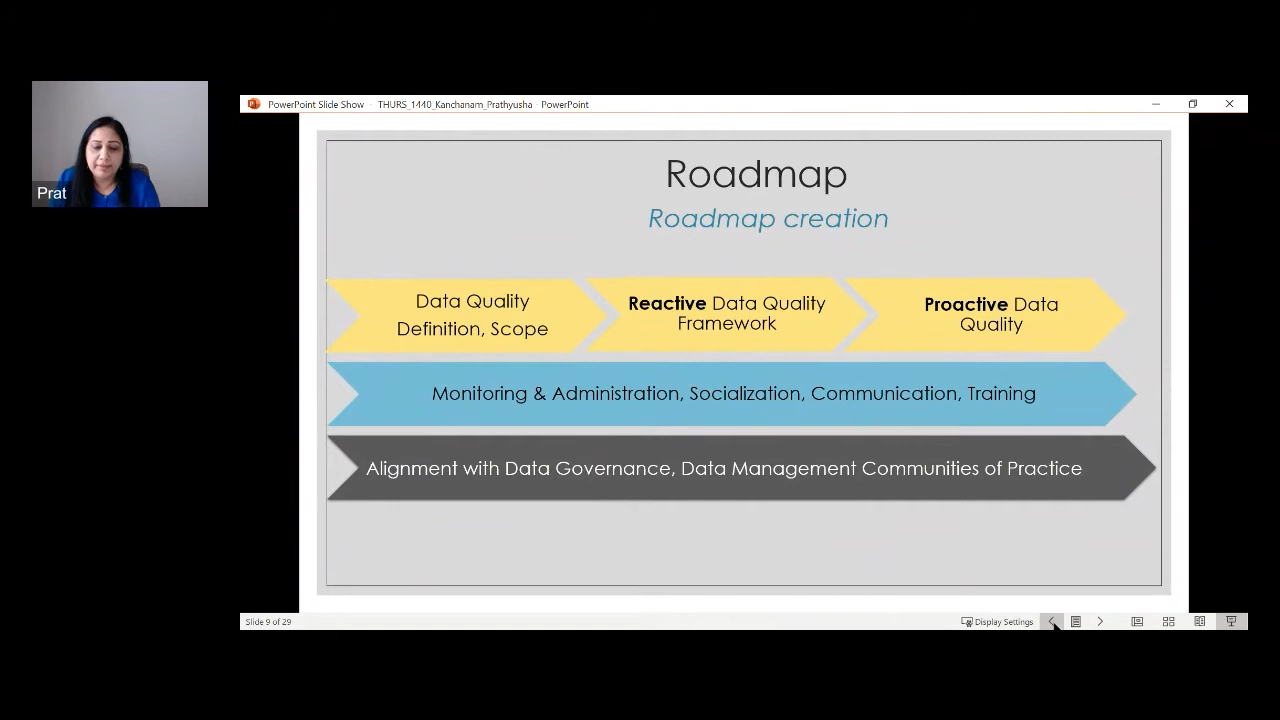 PowerPoint Slide Show - THURS_1440_Kanchanam_Prathyusha - PowerPoint
Prat
Roadmap
Roadmap creation
Data Quality
Definition, Scope
Reactive Data Quality
Framework
Proactive Data
Quality
Monitoring & Administration, Socialization, Communication, Training
Alignment with Data Governance, Data Management Communities of Practice
Slide 9 of 29
Display Settings